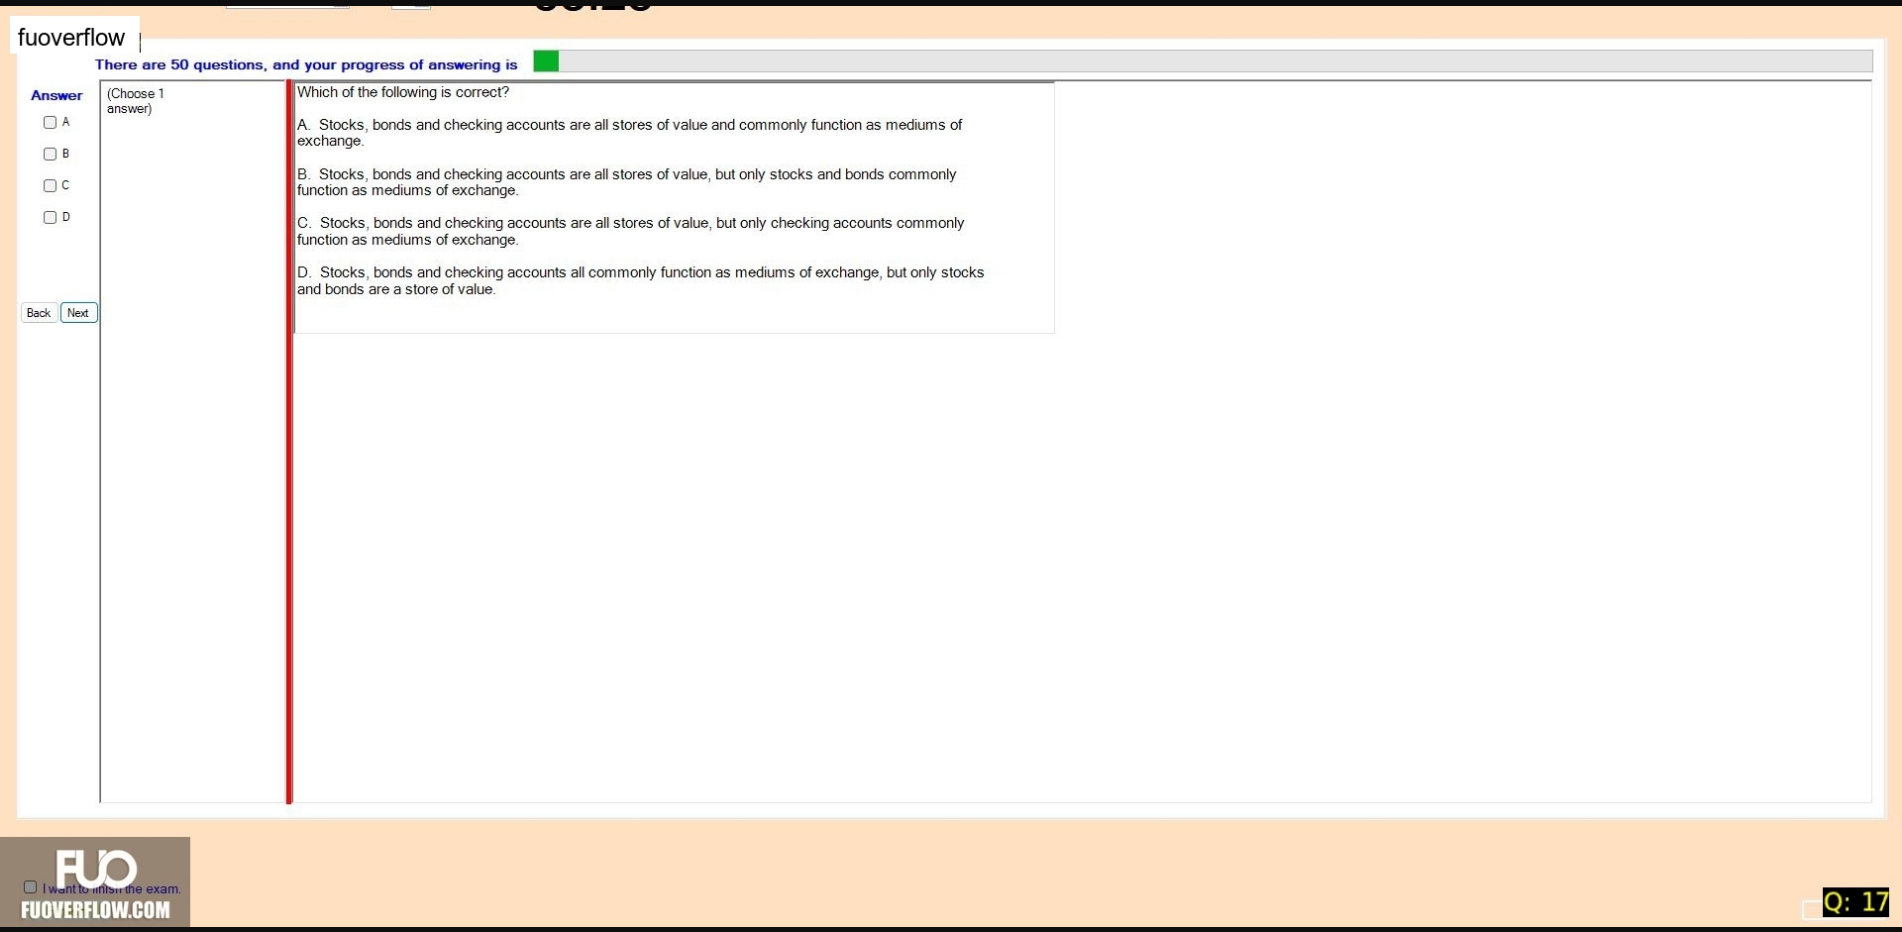 fuoverflow
There are 50 questions, and your progress of answering is
Answer
(Choose 1
answer)
A
B
C
D
Back
Next
Which of the following is correct?
A. Stocks, bonds and checking accounts are all stores of value and commonly function as mediums of
exchange.
B. Stocks, bonds and checking accounts are all stores of value, but only stocks and bonds commonly
function as mediums of exchange.
C. Stocks, bonds and checking accounts are all stores of value, but only checking accounts commonly
function as mediums of exchange.
D. Stocks, bonds and checking accounts all commonly function as mediums of exchange, but only stocks
and bonds are a store of value.
FUO
I want to finish the exam.
FUOVERFLOW.COM
Q: 17